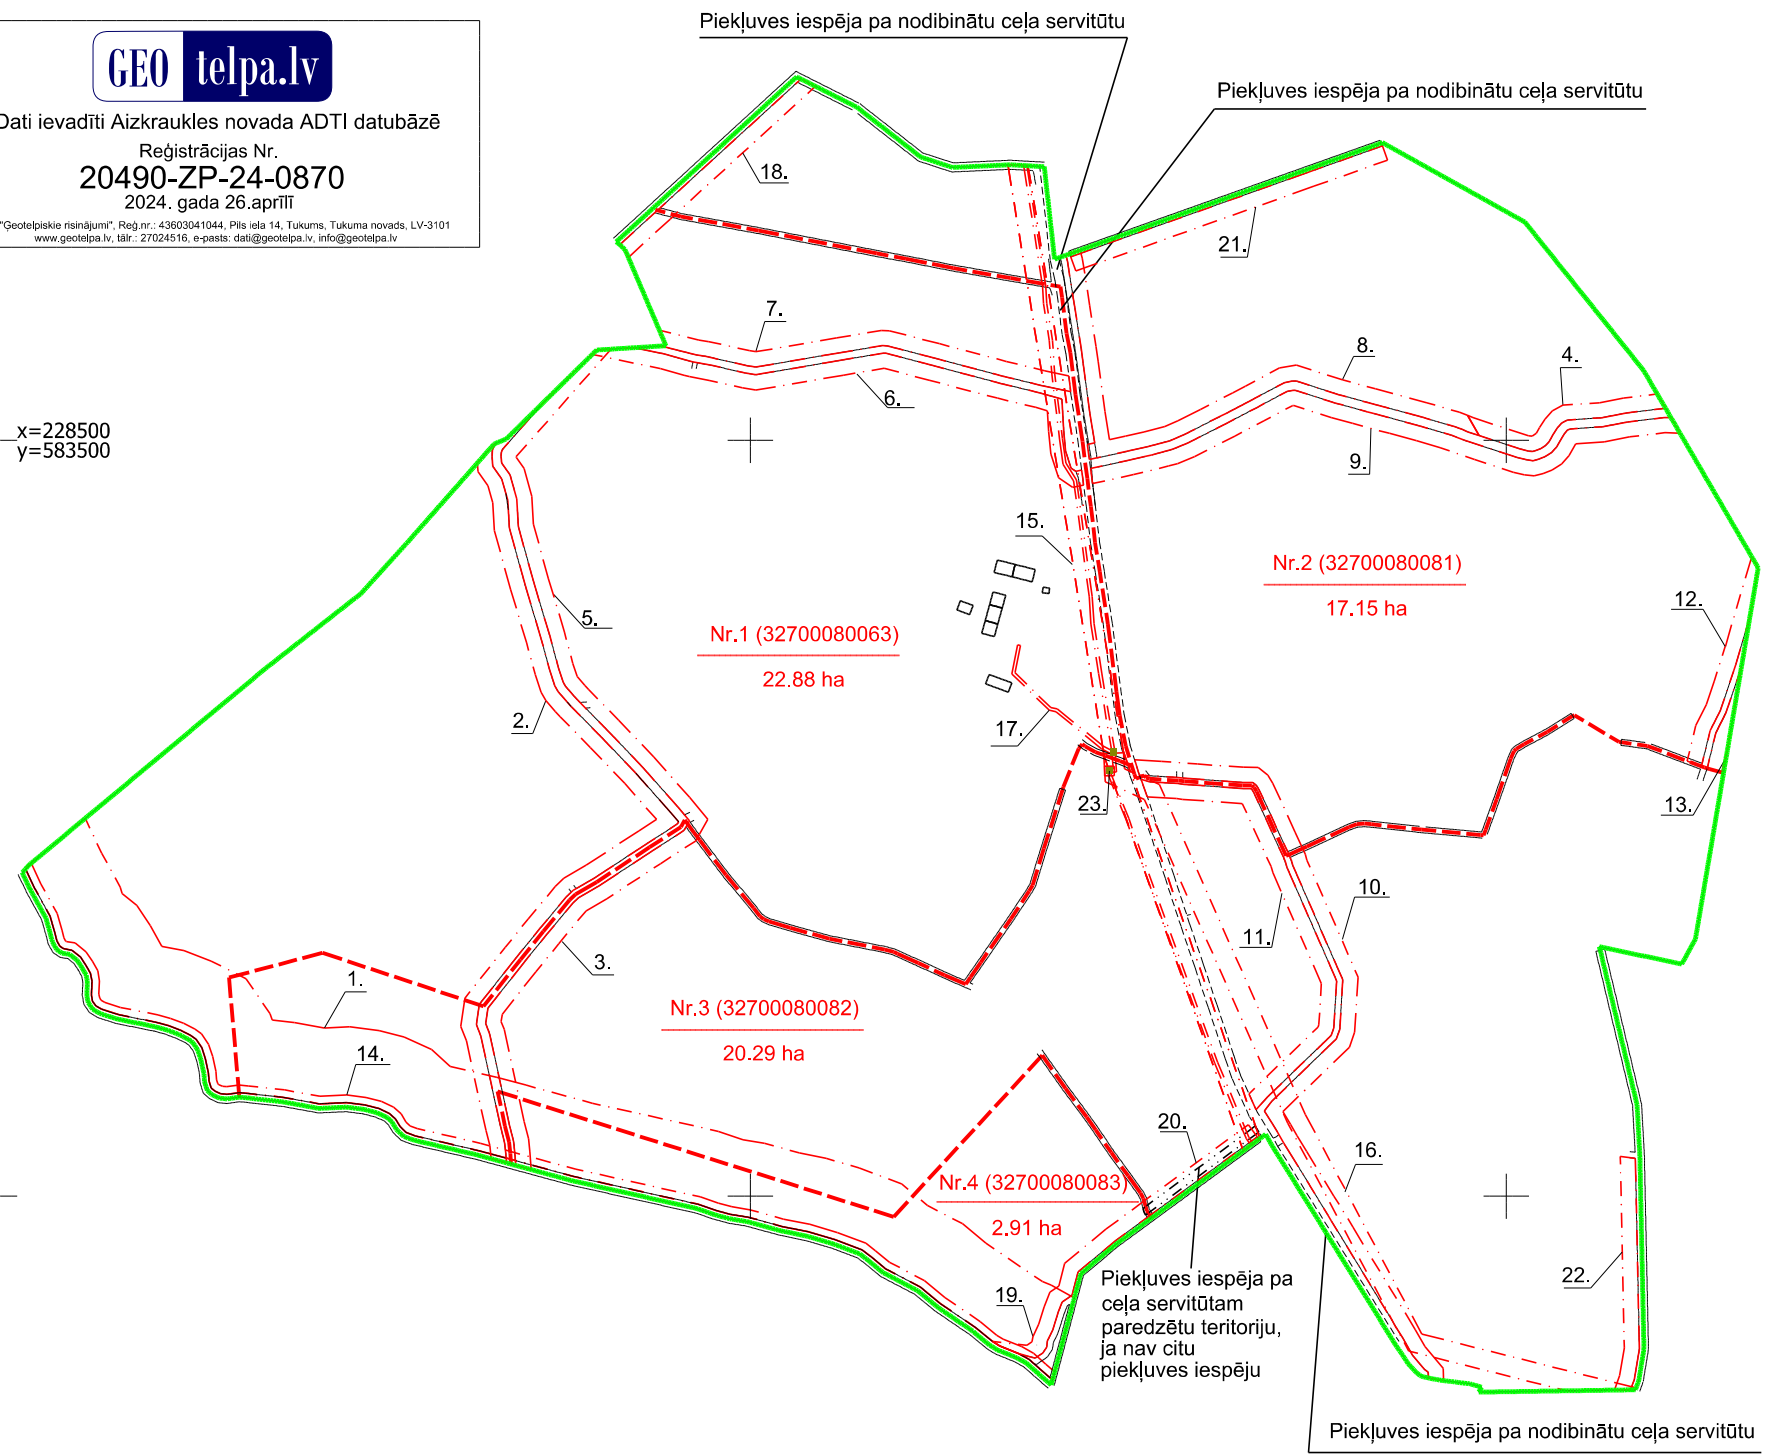 Piekļuves iespēja pa nodibinātu ceļa servitūtu
GEO telpa.lv
Dati ievadīti Aizkraukles novada ADTI datubāzē
Reģistrācijas Nr.
20490-ZP-24-0870
2024. gada 26.aprīlī
"Ģeotelpiskie risinājumi", Reģ.nr.: 43603041044, Pils iela 14, Tukums, Tukuma novads, LV-3101
www.geotelpa.lv, tālr.: 27024516, e-pasts: dati@geotelpa.lv, info@geotelpa.lv
Piekļuves iespēja pa nodibinātu ceļa servitūtu
18.
21.
7.
8.
4.
6.
x=228500
y=583500
9.
15.
Nr.2 (32700080081)
17.15 ha
12.
5.
Nr.1 (32700080063)
22.88 ha
2.
17.
23.
13.
10.
11.
3.
1.
Nr.3 (32700080082)
20.29 ha
14.
20.
16.
Nr.4 (32700080083)
2.91 ha
19.
22.
Piekļuves iespēja pa
ceļa servitūtam
paredzētu teritoriju,
ja nav citu
piekļuves iespēju
Piekļuves iespēja pa nodibinātu ceļa servitūtu